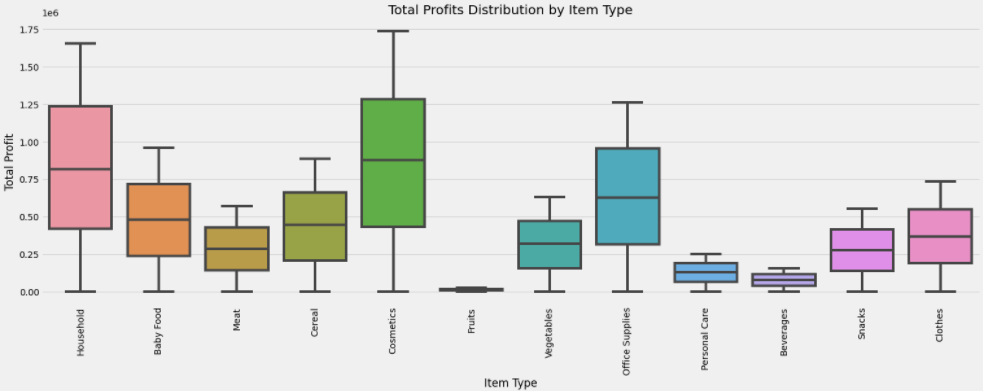 Total Profits Distribution by Item Type
1e6
1.75
1.50
1.25
1.00
0.75
0.50
0.25
0.00
Total Profit
Household
Baby Food
Meat
Cereal
Cosmetics
Fruits
Vegetables
Office Supplies
Personal Care
Beverages
Snacks
Clothes
Item Type